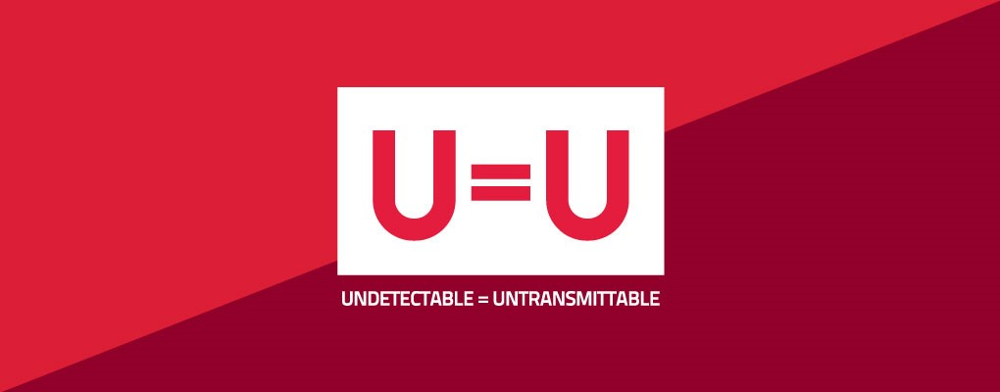 U=U
UNDETECTABLE = UNTRANSMITTABLE